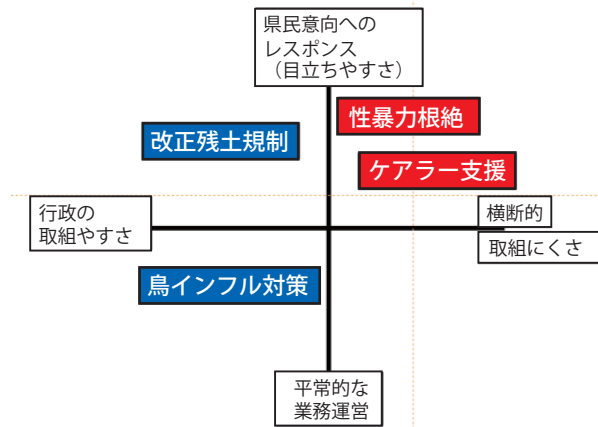 県民意向への
レスポンス
（目立ちやすさ）
性暴力根絶
改正残土規制
ケアラー支援
行政の
取組やすさ
横断的
取組にくさ
鳥インフル対策
平常的な
業務運営